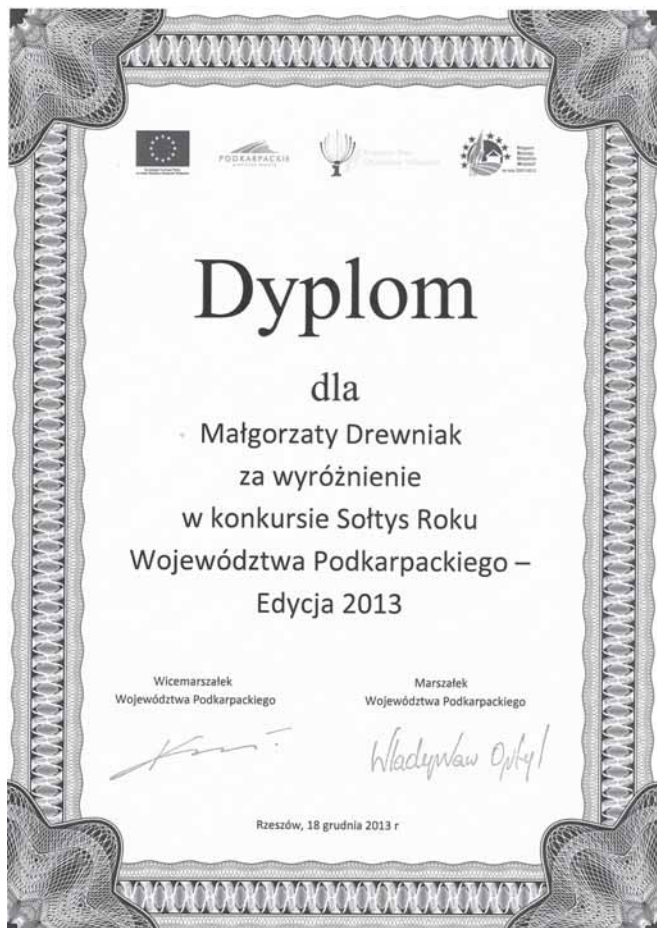 PODKARPACKIE
Dyplom
dla
Małgorzaty Drewniak
za wyróżnienie
w konkursie Sołtys Roku
Województwa Podkarpackiego –
Edycja 2013
Wicemarszałek
Województwa Podkarpackiego
Marszałek
Województwa Podkarpackiego
Władysław Ortyl
Rzeszów, 18 grudnia 2013 r